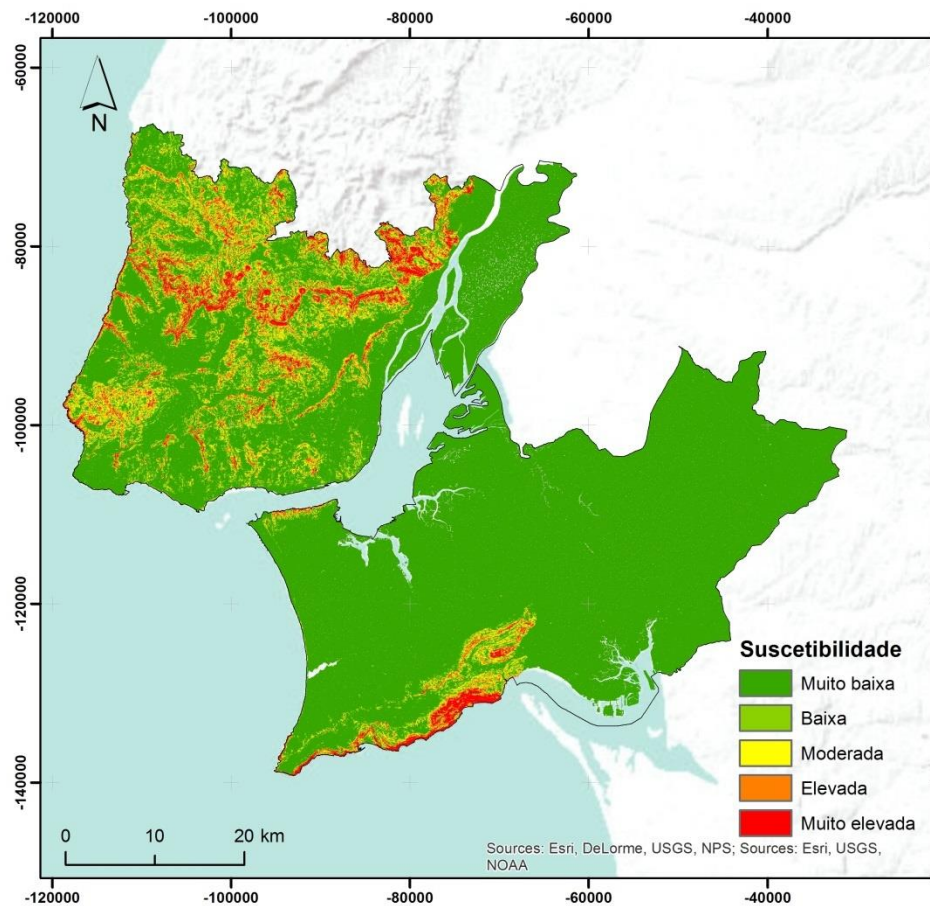 -120000 -100000 -80000 -60000 -40000
-60000
N
-80000
-100000
-120000
-140000
Suscetibilidade
Muito baixa
Baixa
Moderada
Elevada
Muito elevada
0 10 20 km
Sources: Esri, DeLorme, USGS, NPS; Sources: Esri, USGS,
NOAA
-120000 -100000 -80000 -60000 -40000